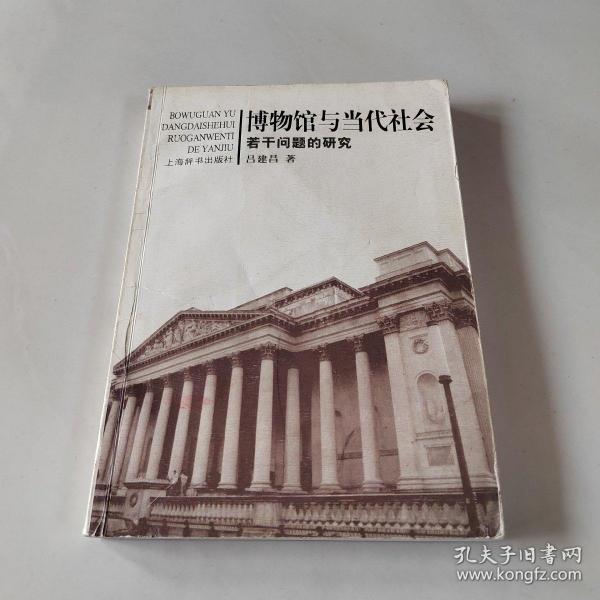 BOWUGUAN YU
DANGDAISHEHUI
RUOGANWENTI
DE YANJIU
上海辞书出版社
博物馆与当代社会
若干问题的研究
吕建昌 著
孔夫子旧书网
www.kongfz.com